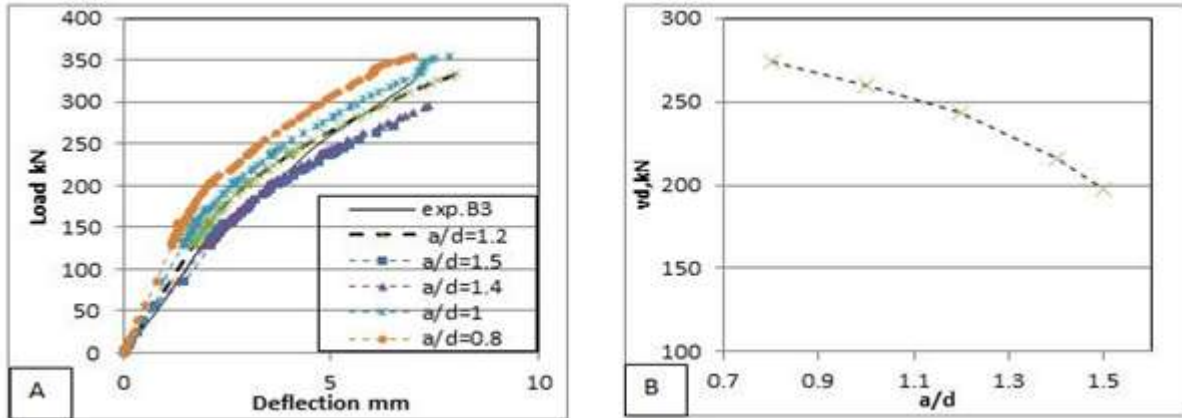 400
350
300
250
200
150
100
50
0
Load kN
exp.B3
a/d=1.2
a/d=1.5
a/d=1.4
a/d=1
a/d=0.8
0 5 10
Deflection mm
A
300
250
200
150
100
vd,kN
0.7 0.9 1.1 1.3 1.5
a/d
B